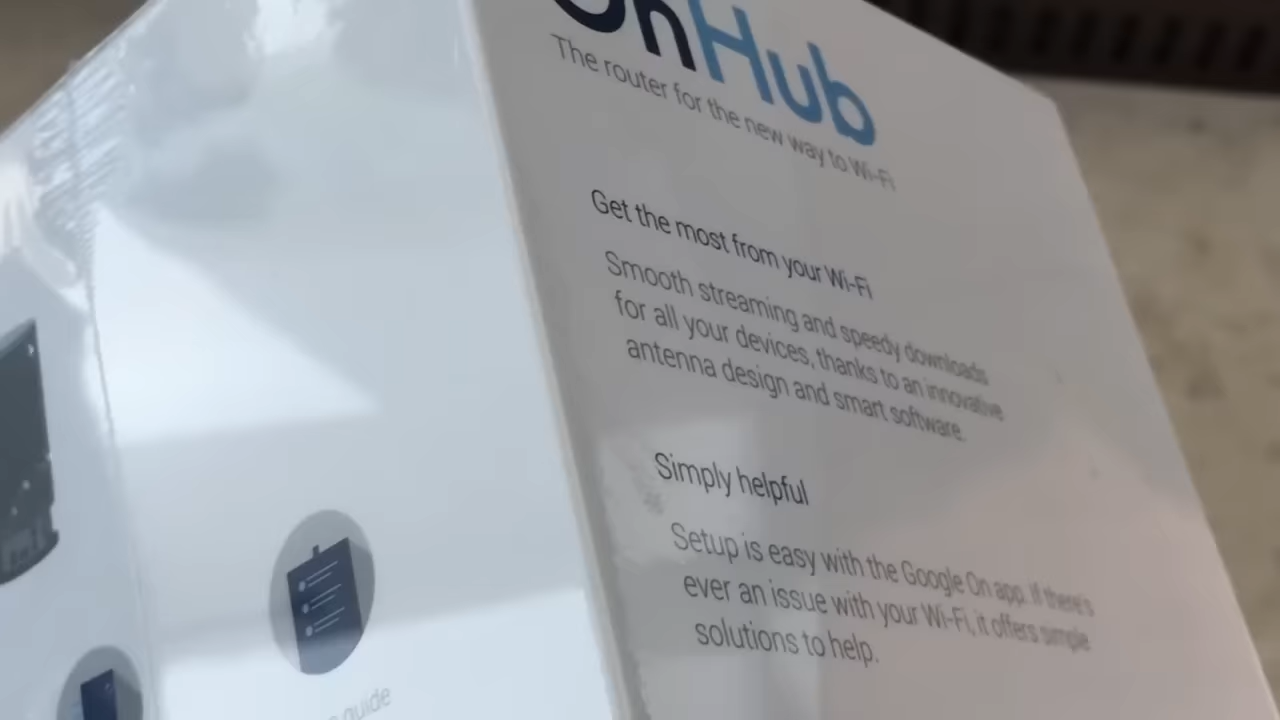 OnHub
The router for the new way to Wi-Fi
Get the most from your Wi-Fi
Smooth streaming and speedy downloads
for all your devices, thanks to an innovative
antenna design and smart software.
Simply helpful
Setup is easy with the Google On app. If there's
ever an issue with your Wi-Fi, it offers simple
solutions to help.
guide